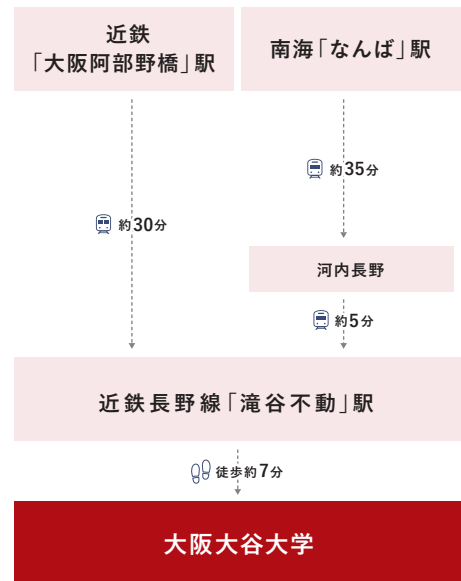 近鉄
「大阪阿部野橋」駅
南海「なんば」駅
約35分
約30分
河内長野
約5分
近鉄長野線「滝谷不動」駅
徒歩約7分
大阪大谷大学